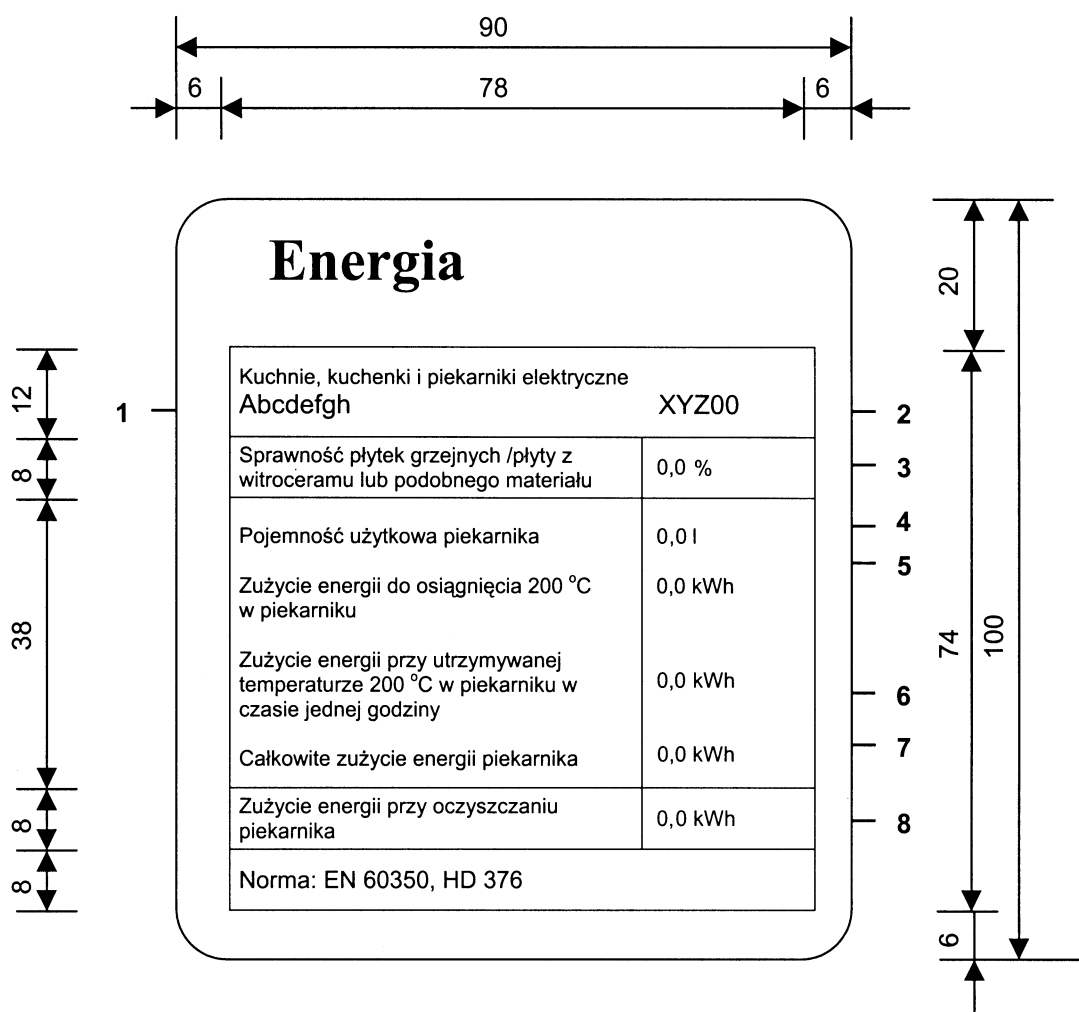 90
6 78 6
Energia
20
12
Kuchnie, kuchenki i piekarniki elektryczne
1 Abcdefgh XYZ00 2
8
Sprawność płytek grzejnych /płyty z
witroceramu lub podobnego materiału
0,0 % 3
4
Pojemność użytkowa piekarnika 0,0 l
5
Zużycie energii do osiągnięcia 200 °C
w piekarniku
0,0 kWh
38
74
100
Zużycie energii przy utrzymywanej
temperaturze 200 °C w piekarniku w
czasie jednej godziny
0,0 kWh 6
7
Całkowite zużycie energii piekarnika 0,0 kWh
8
Zużycie energii przy oczyszczaniu
piekarnika
0,0 kWh 8
8
Norma: EN 60350, HD 376
6